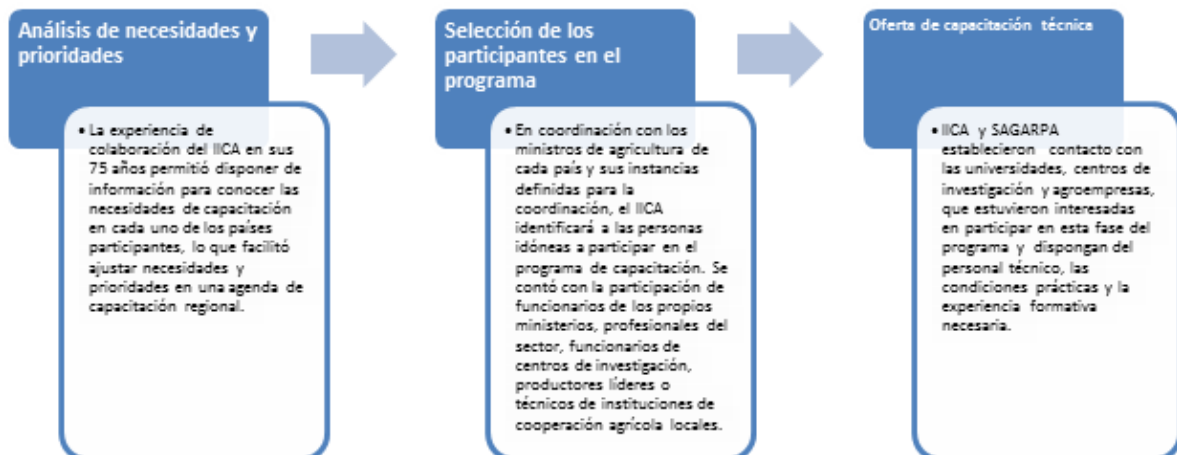 Análisis de necesidades y
prioridades
• La experiencia de
colaboración del IICA en sus
75 años permitió disponer de
información para conocer las
necesidades de capacitación
en cada uno de los países
participantes, lo que facilitó
ajustar necesidades y
prioridades en una agenda de
capacitación regional.
Selección de los
participantes en el
programa
• En coordinación con los
ministros de agricultura de
cada país y sus instancias
definidas para la
coordinación, el IICA
identificará a las personas
idóneas a participar en el
programa de capacitación. Se
contó con la participación de
funcionarios de los propios
ministerios, profesionales del
sector, funcionarios de
centros de investigación,
productores líderes o
técnicos de instituciones de
cooperación agrícola locales.
Oferta de capacitación técnica
• IICA y SAGARPA
establecieron contacto con
las universidades, centros de
investigación y agroempresas,
que estuvieron interesadas
en participar en esta fase del
programa y dispongan del
personal técnico, las
condiciones prácticas y la
experiencia formativa
necesaria.